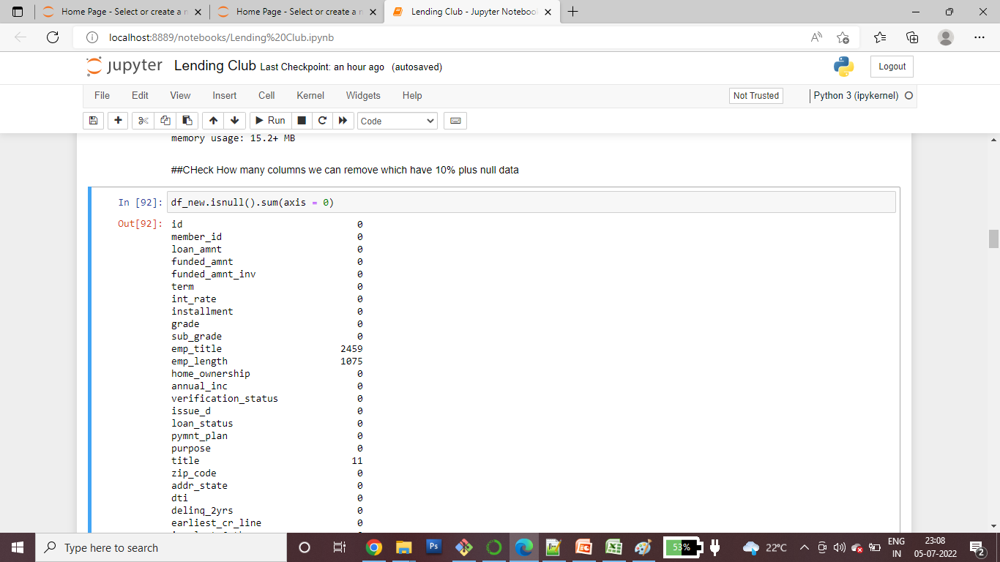 Home Page - Select or create a n
Home Page - Select or create a n
Lending Club - Jupyter Notebook
localhost:8889/notebooks/Lending%20Club.ipynb
jupyter Lending Club Last Checkpoint: an hour ago (autosaved)
Logout
File Edit View Insert Cell Kernel Widgets Help
Not Trusted
Python 3 (ipykernel)
Run
Code
memory usage: 15.2+ MB
##CHeck How many columns we can remove which have 10% plus null data
In [92]: df_new.isnull().sum(axis = 0)
Out[92]: id 0
member_id 0
loan_amnt 0
funded_amnt 0
funded_amnt_inv 0
term 0
int_rate 0
installment 0
grade 0
sub_grade 0
emp_title 2459
emp_length 1075
home_ownership 0
annual_inc 0
verification_status 0
issue_d 0
loan_status 0
pymnt_plan 0
purpose 0
title 11
zip_code 0
addr_state 0
dti 0
delinq_2yrs 0
earliest_cr_line 0
Type here to search
Ps
53%
22°C
ENG
IN
23:08
05-07-2022
2